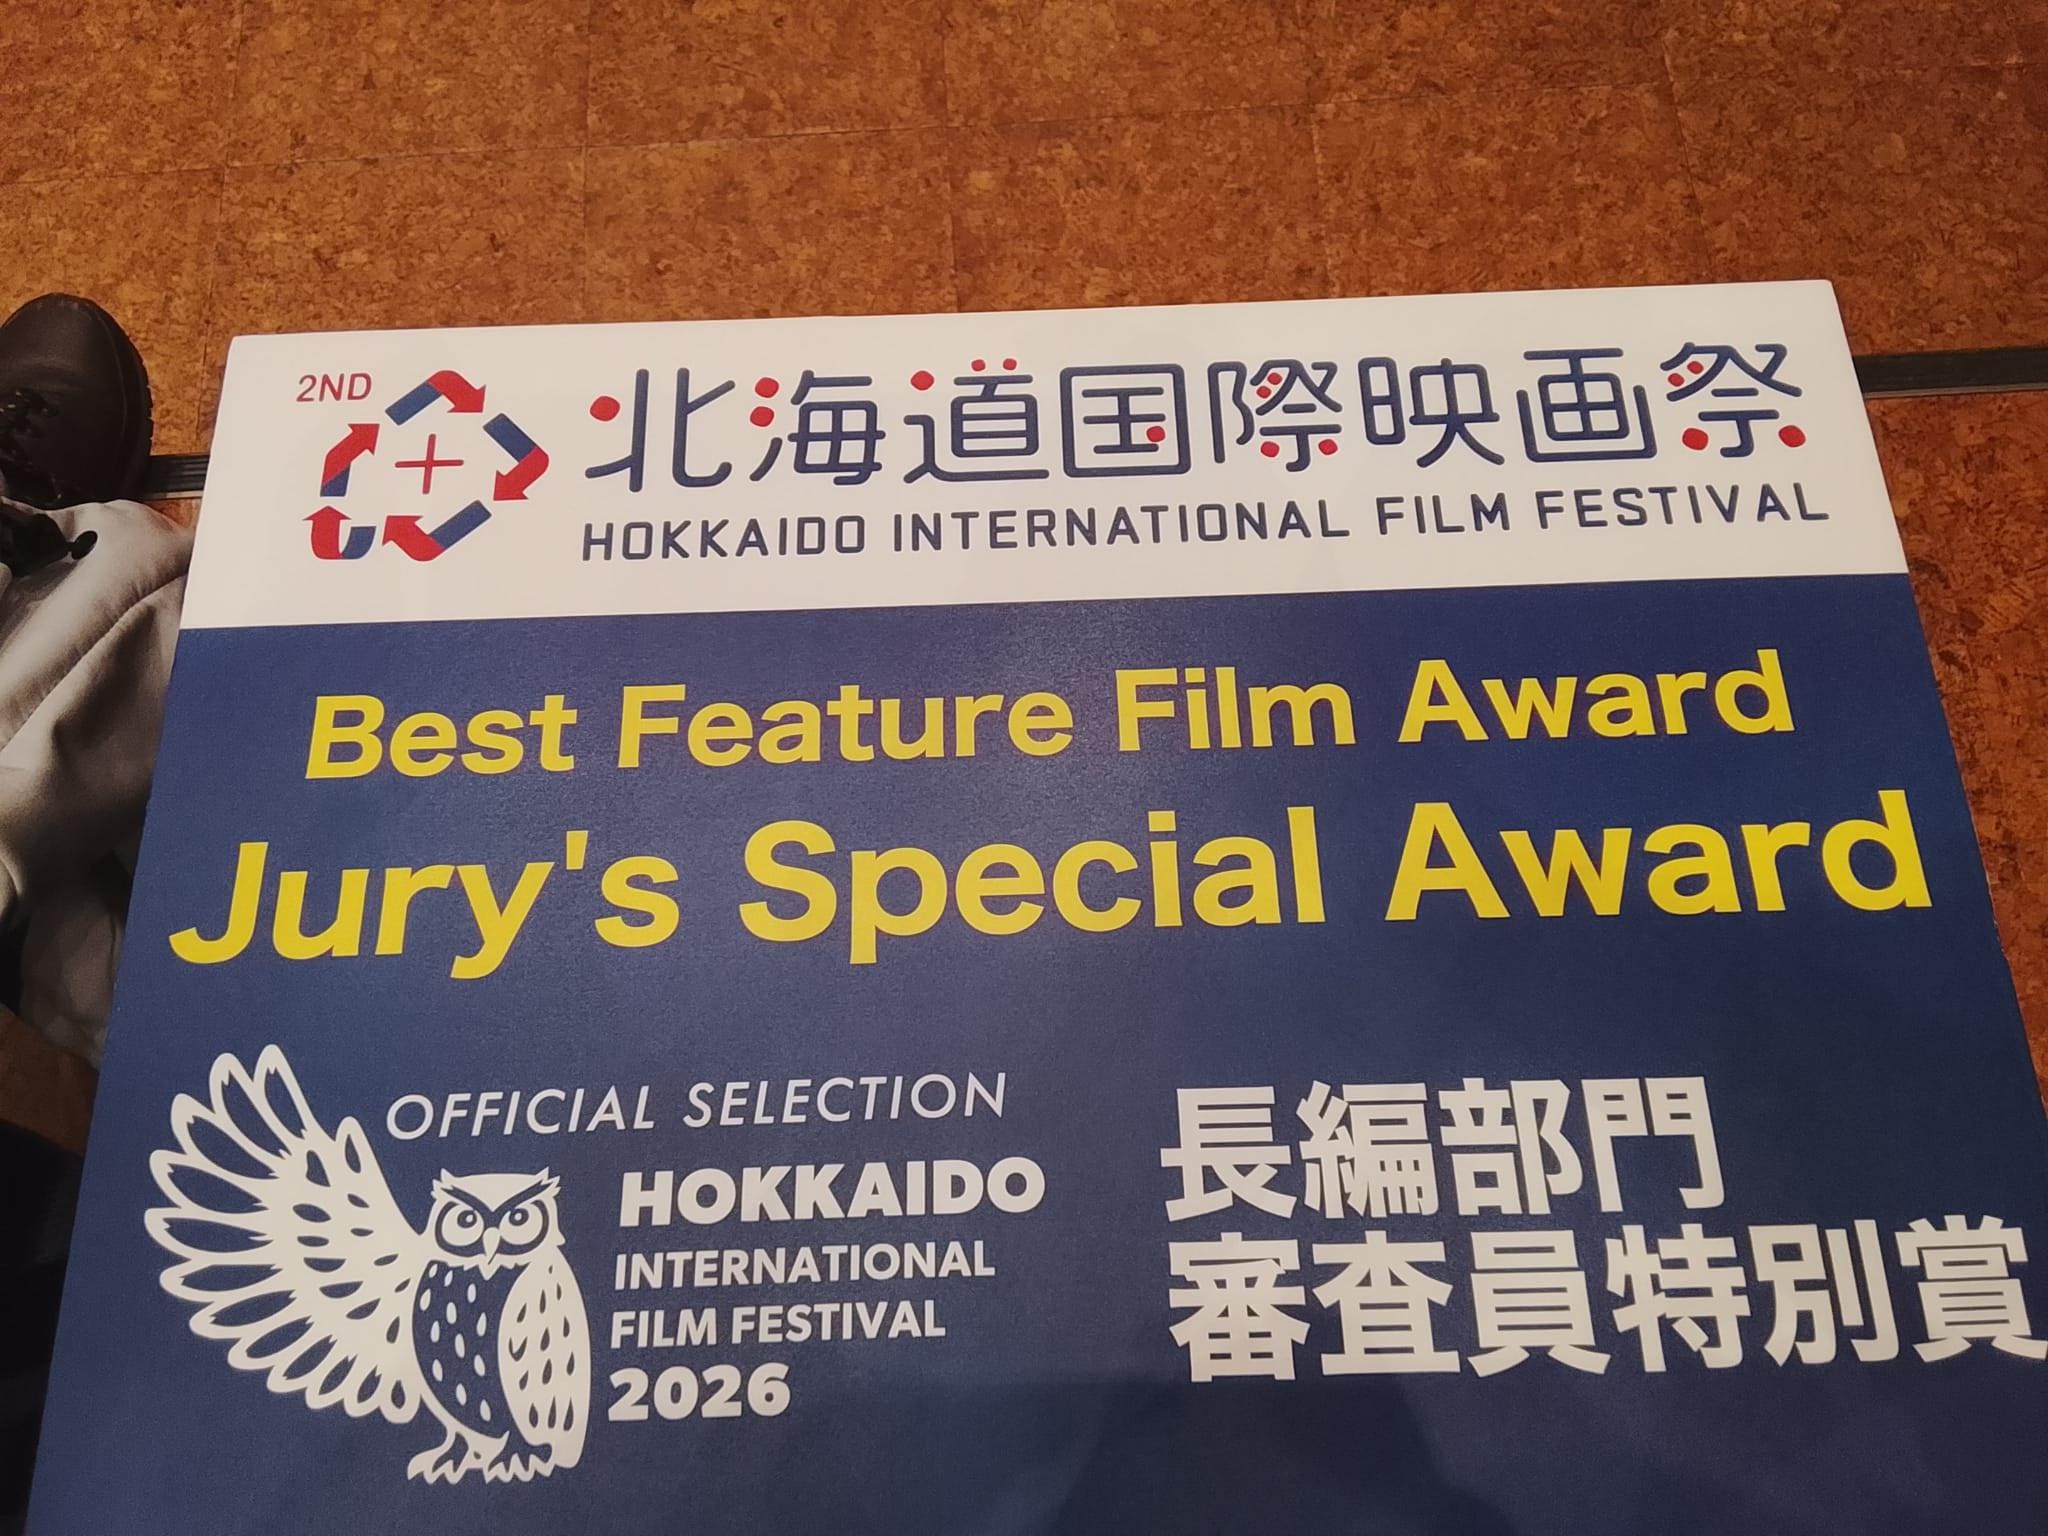 2ND
北海道国際映画祭
HOKKAIDO INTERNATIONAL FILM FESTIVAL
Best Feature Film Award
Jury's Special Award
OFFICIAL SELECTION
HOKKAIDO
INTERNATIONAL
FILM FESTIVAL
2026
長編部門
審査員特別賞